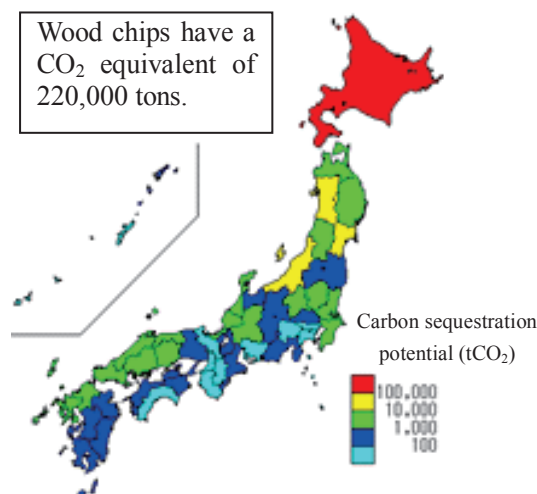 Wood chips have a
CO₂ equivalent of
220,000 tons.
Carbon sequestration
potential (tCO₂)
100,000
10,000
1,000
100